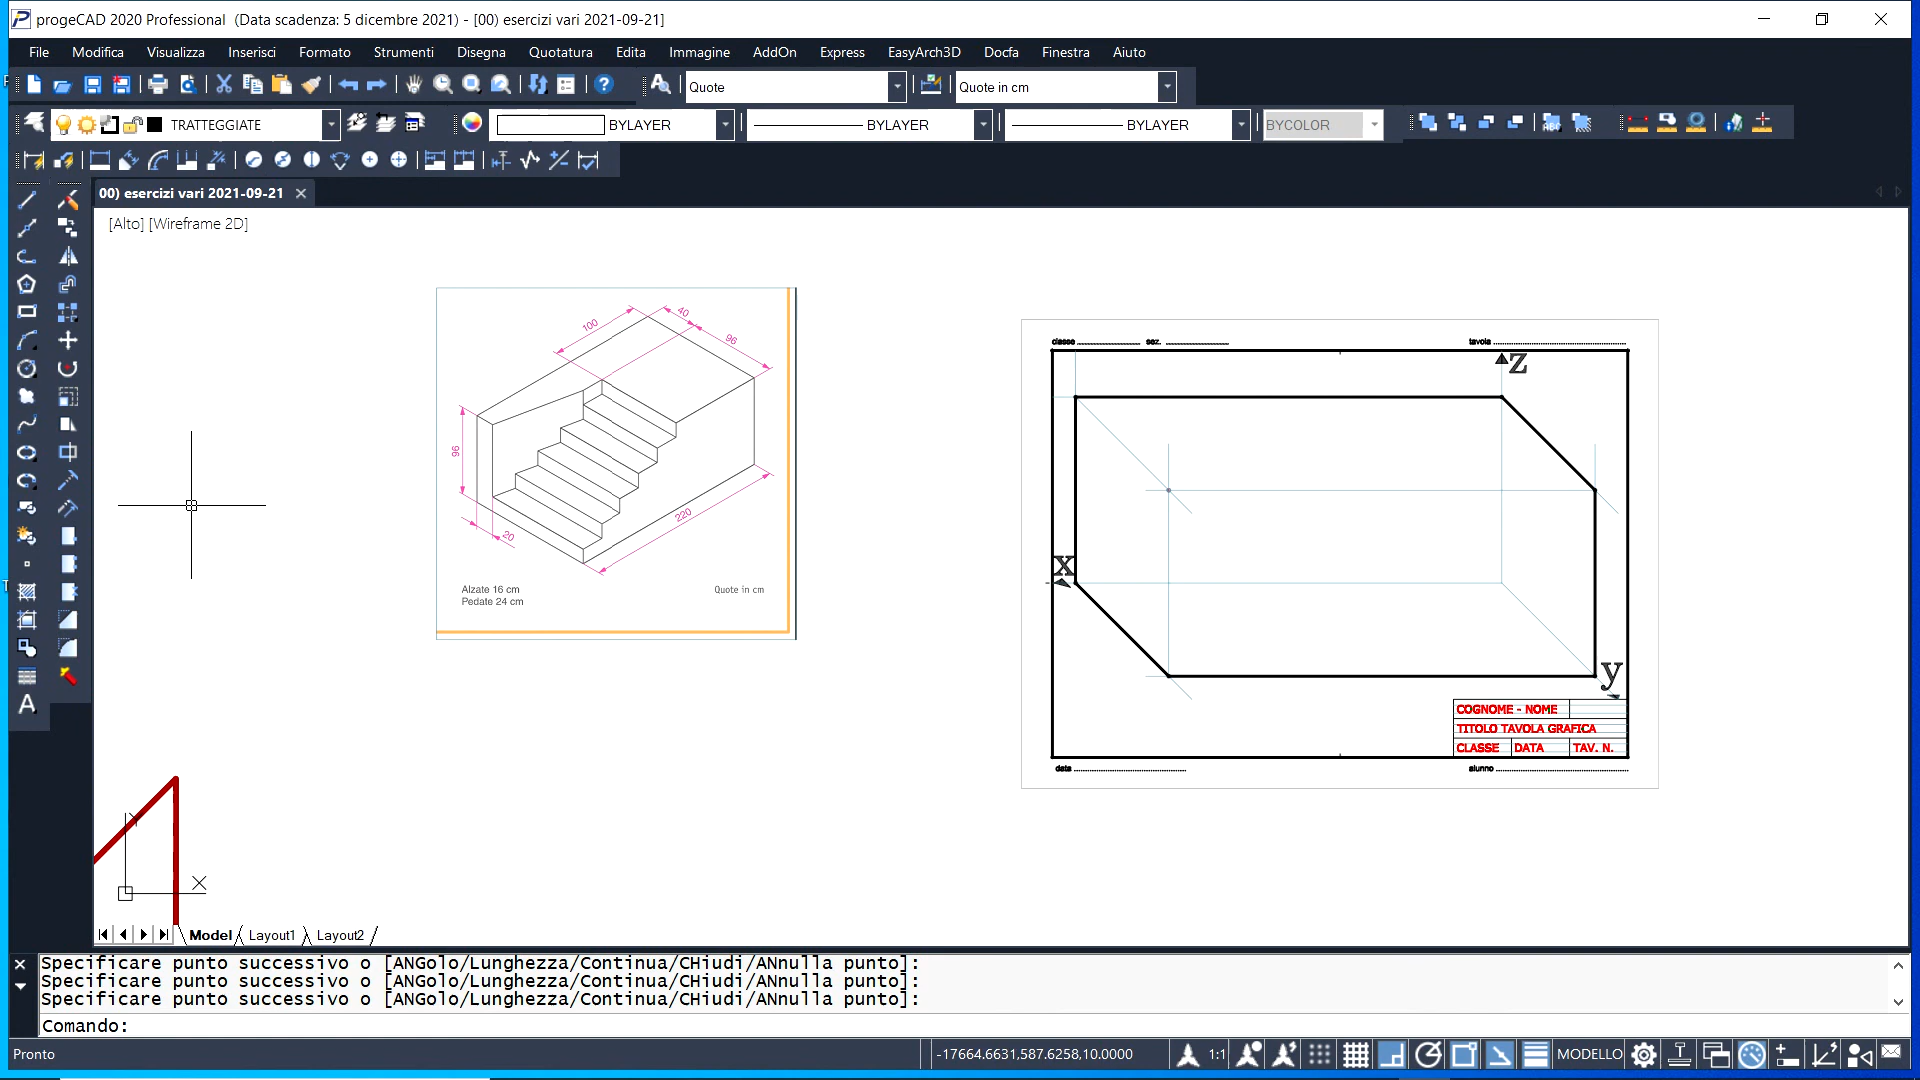 progeCAD 2020 Professional  (Data scadenza: 5 dicembre 2021) - [00) esercizi vari 2021-09-21]
File Modifica Visualizza Inserisci Formato Strumenti Disegna Quotatura Edita Immagine AddOn Express EasyArch3D Docfa Finestra Aiuto
Quote Quote in cm
TRATTEGGIATE BYLAYER BYLAYER BYLAYER BYCOLOR
00) esercizi vari 2021-09-21
[Alto] [Wireframe 2D]
100
40
96
96
220
20
Alzate 16 cm
Pedate 24 cm
Quote in cm
classe sez. tavola
Z
X
y
COGNOME - NOME
TITOLO TAVOLA GRAFICA
CLASSE DATA TAV. N.
data alunno
Y
X
Model Layout1 Layout2
Specificare punto successivo o [ANGolo/Lunghezza/Continua/CHiudi/ANnulla punto]:
Specificare punto successivo o [ANGolo/Lunghezza/Continua/CHiudi/ANnulla punto]:
Specificare punto successivo o [ANGolo/Lunghezza/Continua/CHiudi/ANnulla punto]:
Comando:
Pronto -17664.6631,587.6258,10.0000 1:1 MODELLO